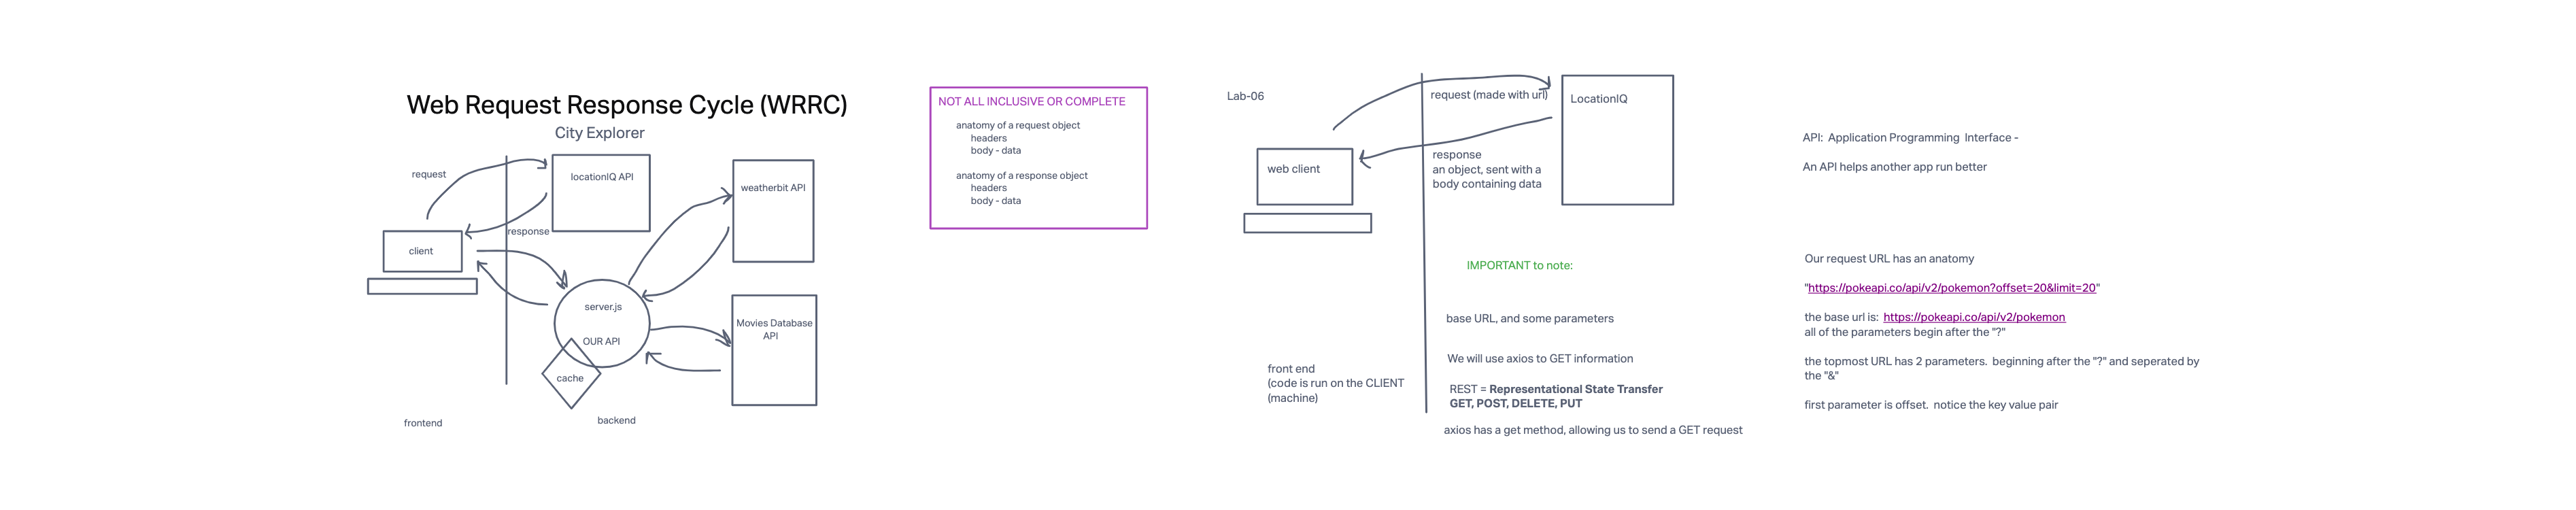 Web Request Response Cycle (WRRC)
City Explorer
request
locationIQ API
weatherbit API
response
client
server.js
OUR API
Movies Database
API
cache
frontend
backend
NOT ALL INCLUSIVE OR COMPLETE
anatomy of a request object
headers
body - data
anatomy of a response object
headers
body - data
Lab-06
request (made with url)
LocationIQ
web client
response
an object, sent with a
body containing data
IMPORTANT to note:
base URL, and some parameters
We will use axios to GET information
front end
(code is run on the CLIENT
(machine)
REST = Representational State Transfer
GET, POST, DELETE, PUT
axios has a get method, allowing us to send a GET request
API:  Application Programming  Interface -
An API helps another app run better
Our request URL has an anatomy
"https://pokeapi.co/api/v2/pokemon?offset=20&limit=20"
the base url is:  https://pokeapi.co/api/v2/pokemon
all of the parameters begin after the "?"
the topmost URL has 2 parameters.  beginning after the "?" and seperated by
the "&"
first parameter is offset.  notice the key value pair